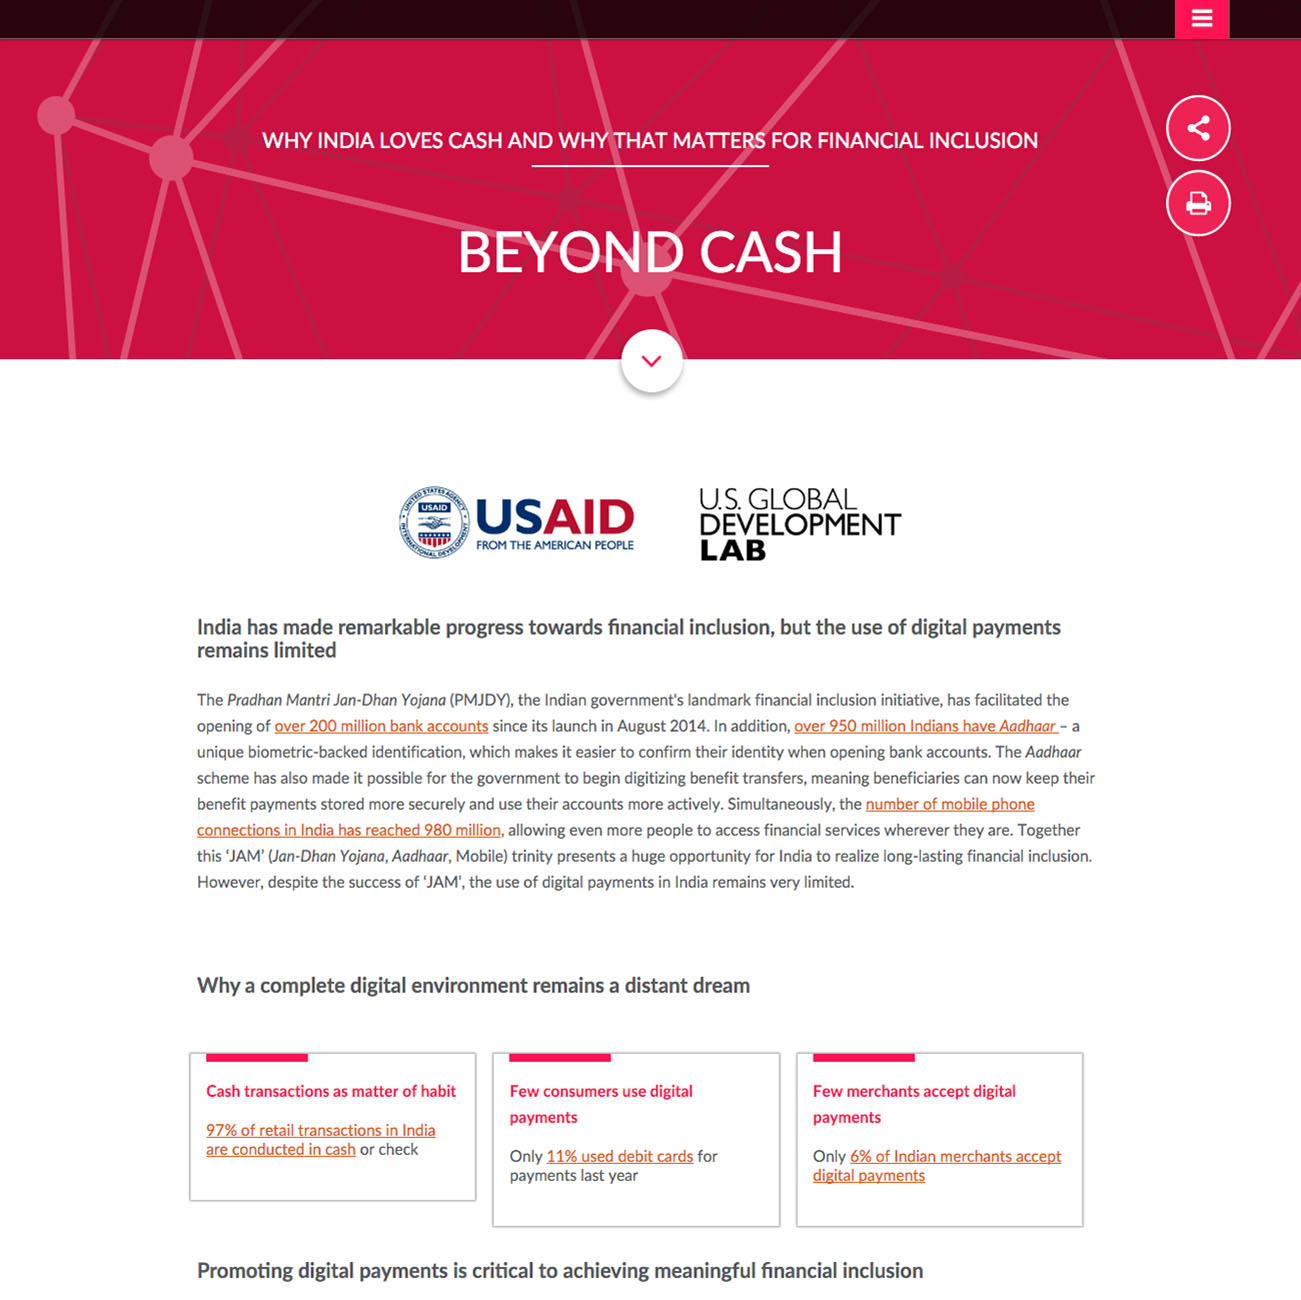 WHY INDIA LOVES CASH AND WHY THAT MATTERS FOR FINANCIAL INCLUSION
BEYOND CASH
UNITED STATES AGENCY
USAID
INTERNATIONAL DEVELOPMENT
USAID
FROM THE AMERICAN PEOPLE
U.S. GLOBAL
DEVELOPMENT
LAB
India has made remarkable progress towards financial inclusion, but the use of digital payments
remains limited
The Pradhan Mantri Jan-Dhan Yojana (PMJDY), the Indian government's landmark financial inclusion initiative, has facilitated the
opening of over 200 million bank accounts since its launch in August 2014. In addition, over 950 million Indians have Aadhaar – a
unique biometric-backed identification, which makes it easier to confirm their identity when opening bank accounts. The Aadhaar
scheme has also made it possible for the government to begin digitizing benefit transfers, meaning beneficiaries can now keep their
benefit payments stored more securely and use their accounts more actively. Simultaneously, the number of mobile phone
connections in India has reached 980 million, allowing even more people to access financial services wherever they are. Together
this ‘JAM’ (Jan-Dhan Yojana, Aadhaar, Mobile) trinity presents a huge opportunity for India to realize long-lasting financial inclusion.
However, despite the success of ‘JAM’, the use of digital payments in India remains very limited.
Why a complete digital environment remains a distant dream
Cash transactions as matter of habit
97% of retail transactions in India
are conducted in cash or check
Few consumers use digital
payments
Only 11% used debit cards for
payments last year
Few merchants accept digital
payments
Only 6% of Indian merchants accept
digital payments
Promoting digital payments is critical to achieving meaningful financial inclusion